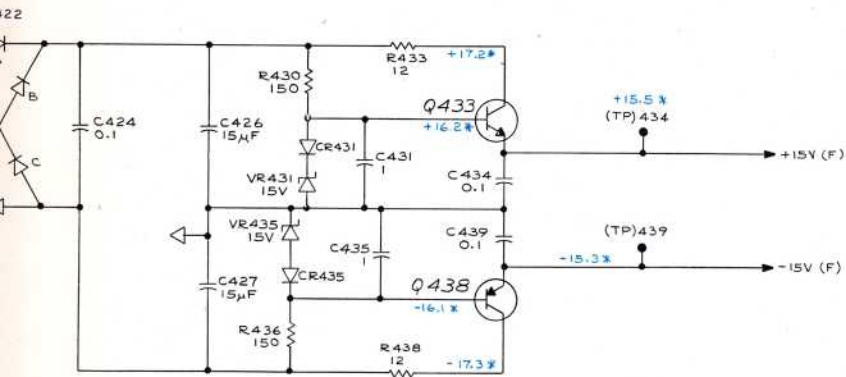 422
R433
12
+17.2*
R430
150
Q433
+15.5*
(TP)434
B
C424
0.1
C426
15µF
+16.2*
CR431
C431
1
+15V (F)
C
VR431
15V
C434
0.1
VR435
15V
C439
0.1
(TP)439
C435
1
-15.3*
-15V (F)
C427
15µF
CR435
Q438
-16.1*
R436
150
R438
12
-17.3*